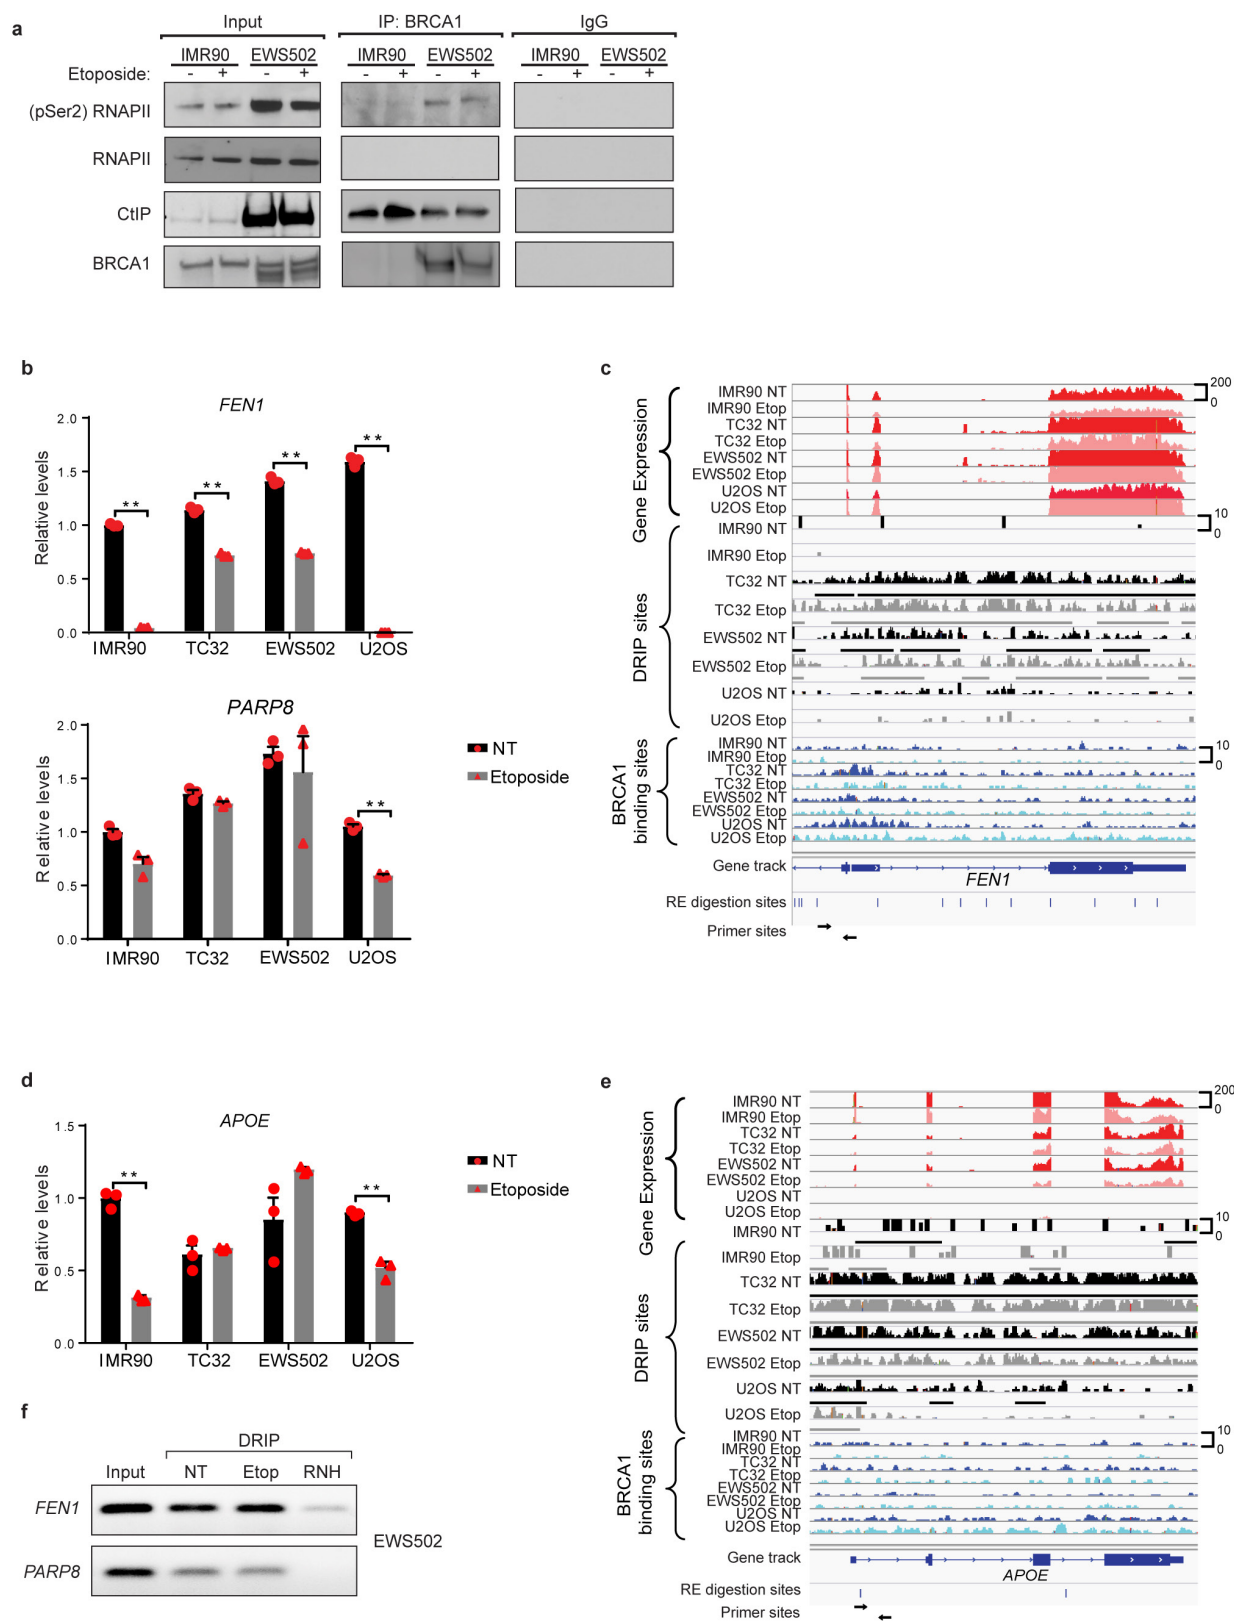 a
Input
IP: BRCA1
IgG
IMR90 EWS502 IMR90 EWS502 IMR90 EWS502
Etoposide: - + - + - + - + - + - +
(pSer2) RNAPII
RNAPII
CtIP
BRCA1
b
FEN1
Relative levels
2.0
1.5
1.0
0.5
0.0
** ** ** **
IMR90 TC32 EWS502 U2OS
PARP8
Relative levels
2.0
1.5
1.0
0.5
0.0
**
IMR90 TC32 EWS502 U2OS
NT
Etoposide
c
Gene Expression
IMR90 NT
IMR90 Etop
TC32 NT
TC32 Etop
EWS502 NT
EWS502 Etop
U2OS NT
U2OS Etop
200
0
DRIP sites
IMR90 NT
IMR90 Etop
TC32 NT
TC32 Etop
EWS502 NT
EWS502 Etop
U2OS NT
U2OS Etop
10
0
BRCA1
binding sites
IMR90 NT
IMR90 Etop
TC32 NT
TC32 Etop
EWS502 NT
EWS502 Etop
U2OS NT
U2OS Etop
10
0
Gene track
FEN1
RE digestion sites
Primer sites
d
APOE
Relative levels
1.5
1.0
0.5
0.0
** **
IMR90 TC32 EWS502 U2OS
NT
Etoposide
e
Gene Expression
IMR90 NT
IMR90 Etop
TC32 NT
TC32 Etop
EWS502 NT
EWS502 Etop
U2OS NT
U2OS Etop
200
0
DRIP sites
IMR90 NT
IMR90 Etop
TC32 NT
TC32 Etop
EWS502 NT
EWS502 Etop
U2OS NT
U2OS Etop
10
0
BRCA1
binding sites
IMR90 NT
IMR90 Etop
TC32 NT
TC32 Etop
EWS502 NT
EWS502 Etop
U2OS NT
U2OS Etop
10
0
Gene track
APOE
RE digestion sites
Primer sites
f
DRIP
Input NT Etop RNH
FEN1
PARP8
EWS502